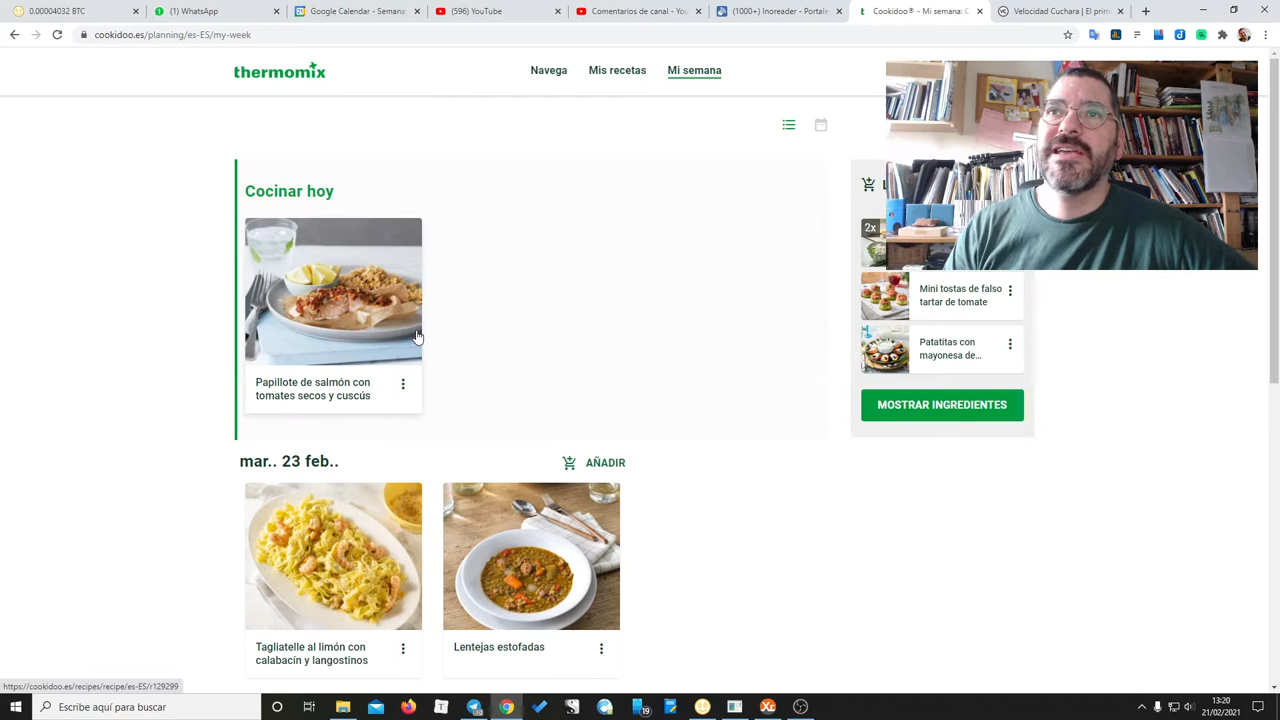 0.00004032 BTC
(1) WhatsApp
Google Calendar - Semana del 2
(596) YouTube
Comentarios de canal - You
(1000+) Inoreader - Portale
Cookidoo® - Mi semana
Velocidad Cuchara | El prim
cookidoo.es/planning/es-ES/my-week
thermomix
Navega
Mis recetas
Mi semana
Cocinar hoy
2x
Papillote de salmón con
tomates secos y cuscús
Mini tostas de falso
tartar de tomate
Patatitas con
mayonesa de…
MOSTRAR INGREDIENTES
mar.. 23 feb..
AÑADIR
Tagliatelle al limón con
calabacín y langostinos
Lentejas estofadas
https://cookidoo.es/recipes/recipe/es-ES/r129299
Escribe aquí para buscar
19
13:20
21/02/2021